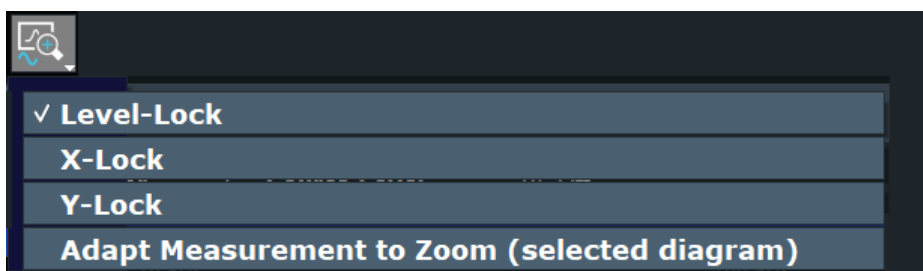 Level-Lock
X-Lock
Y-Lock
Adapt Measurement to Zoom (selected diagram)